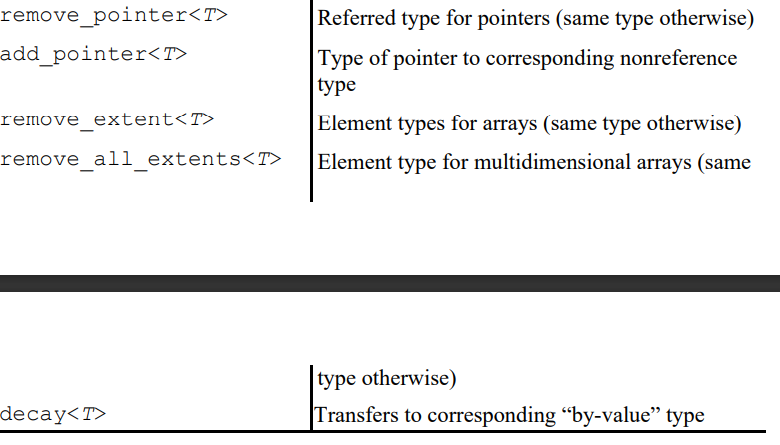 remove_pointer<T> Referred type for pointers (same type otherwise)
add_pointer<T> Type of pointer to corresponding nonreference
type
remove_extent<T> Element types for arrays (same type otherwise)
remove_all_extents<T> Element type for multidimensional arrays (same
type otherwise)
decay<T> Transfers to corresponding “by-value” type